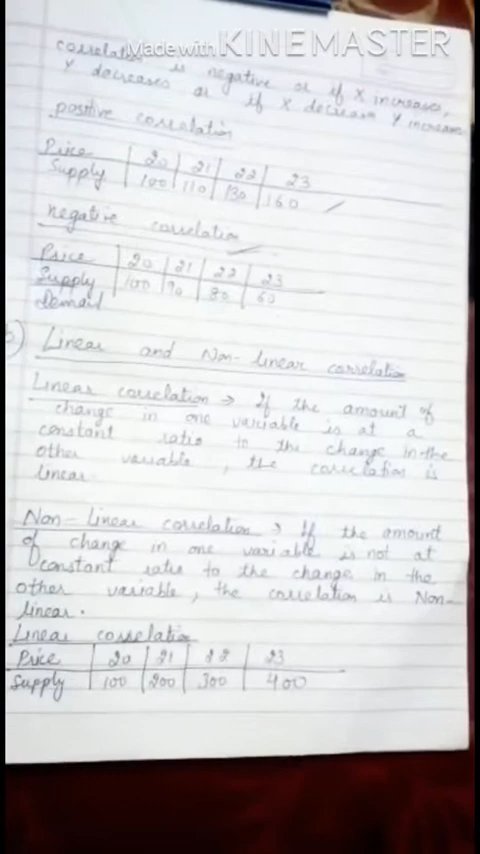 Made with KINEMASTER
correlation is negative or if X increases,
Y decreases or if X decrease Y increases
positive correlation
Price 20 21 22 23
Supply 100 110 130 160
negative correlation
Price 20 21 22 23
Supply 100 90 80 60
Demand
Linear and Non-linear correlation
Linear correlation → If the amount of
change in one variable is at a
constant ratio to the change in the
other variable, the correlation is
linear.
Non-Linear correlation → If the amount
of change in one variable is not at
constant ratio to the change in the
other variable, the correlation is Non-
linear.
Linear correlation
Price 20 21 22 23
Supply 100 200 300 400